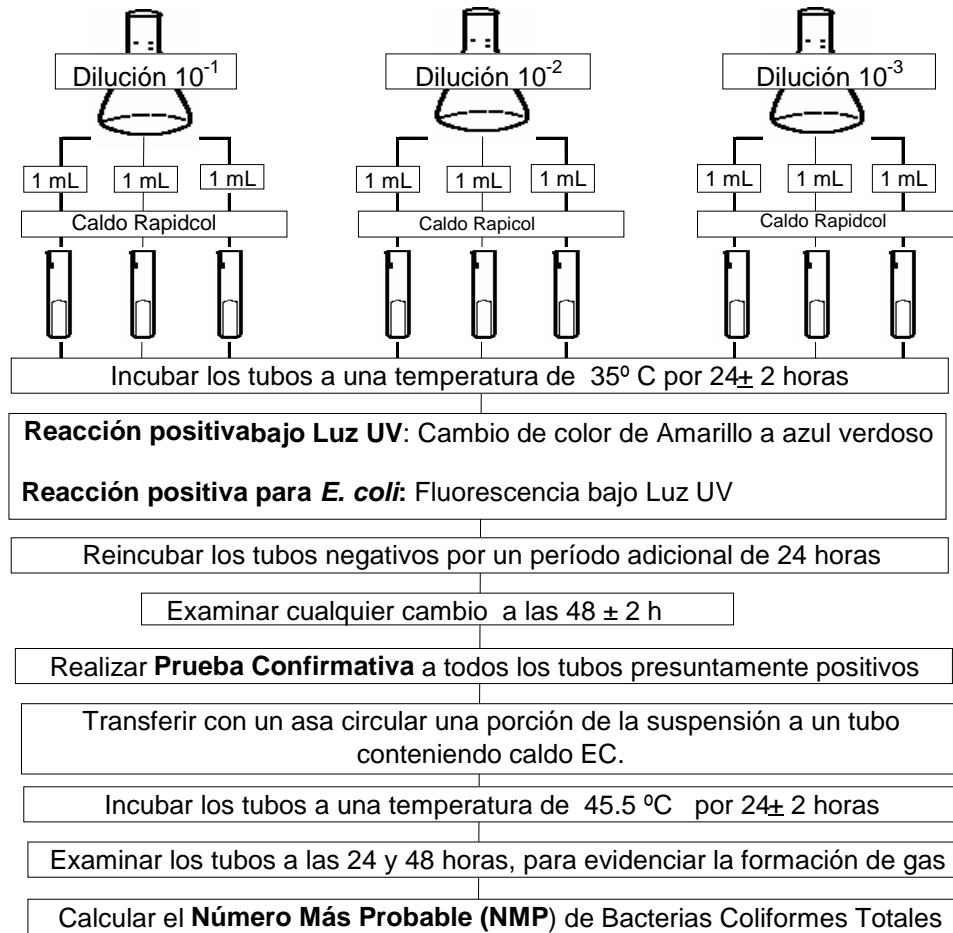 Dilución 10-1
Dilución 10-2
Dilución 10-3
1 mL 1 mL 1 mL
1 mL 1 mL 1 mL
1 mL 1 mL 1 mL
Caldo Rapidcol
Caldo Rapicol
Caldo Rapidcol
Incubar los tubos a una temperatura de 35º C por 24± 2 horas
Reacción positivabajo Luz UV: Cambio de color de Amarillo a azul verdoso
Reacción positiva para E. coli: Fluorescencia bajo Luz UV
Reincubar los tubos negativos por un período adicional de 24 horas
Examinar cualquier cambio a las 48 ± 2 h
Realizar Prueba Confirmativa a todos los tubos presuntamente positivos
Transferir con un asa circular una porción de la suspensión a un tubo
conteniendo caldo EC.
Incubar los tubos a una temperatura de 45.5 ºC por 24± 2 horas
Examinar los tubos a las 24 y 48 horas, para evidenciar la formación de gas
Calcular el Número Más Probable (NMP) de Bacterias Coliformes Totales